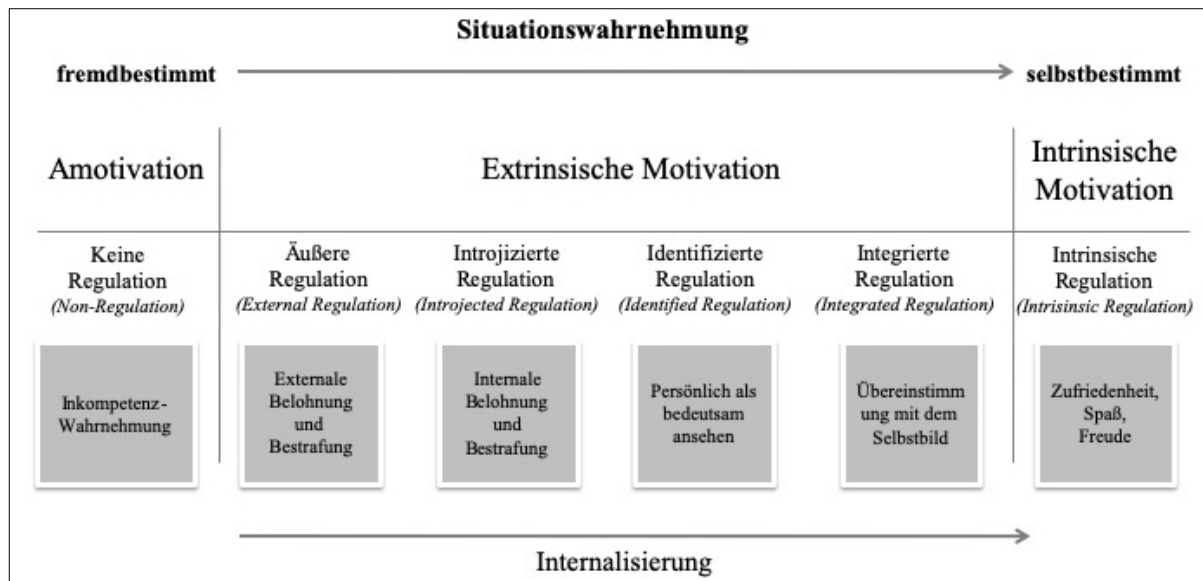 Situationswahrnehmung
fremdbestimmt
selbstbestimmt
Amotivation
Extrinsische Motivation
Intrinsische
Motivation
Keine
Regulation
(Non-Regulation)
Äußere
Regulation
(External Regulation)
Introjizierte
Regulation
(Introjected Regulation)
Identifizierte
Regulation
(Identified Regulation)
Integrierte
Regulation
(Integrated Regulation)
Intrinsische
Regulation
(Intrisinsic Regulation)
Inkompetenz-
Wahrnehmung
Externale
Belohnung
und
Bestrafung
Internale
Belohnung
und
Bestrafung
Persönlich als
bedeutsam
ansehen
Übereinstimm
ung mit dem
Selbstbild
Zufriedenheit,
Spaß,
Freude
Internalisierung